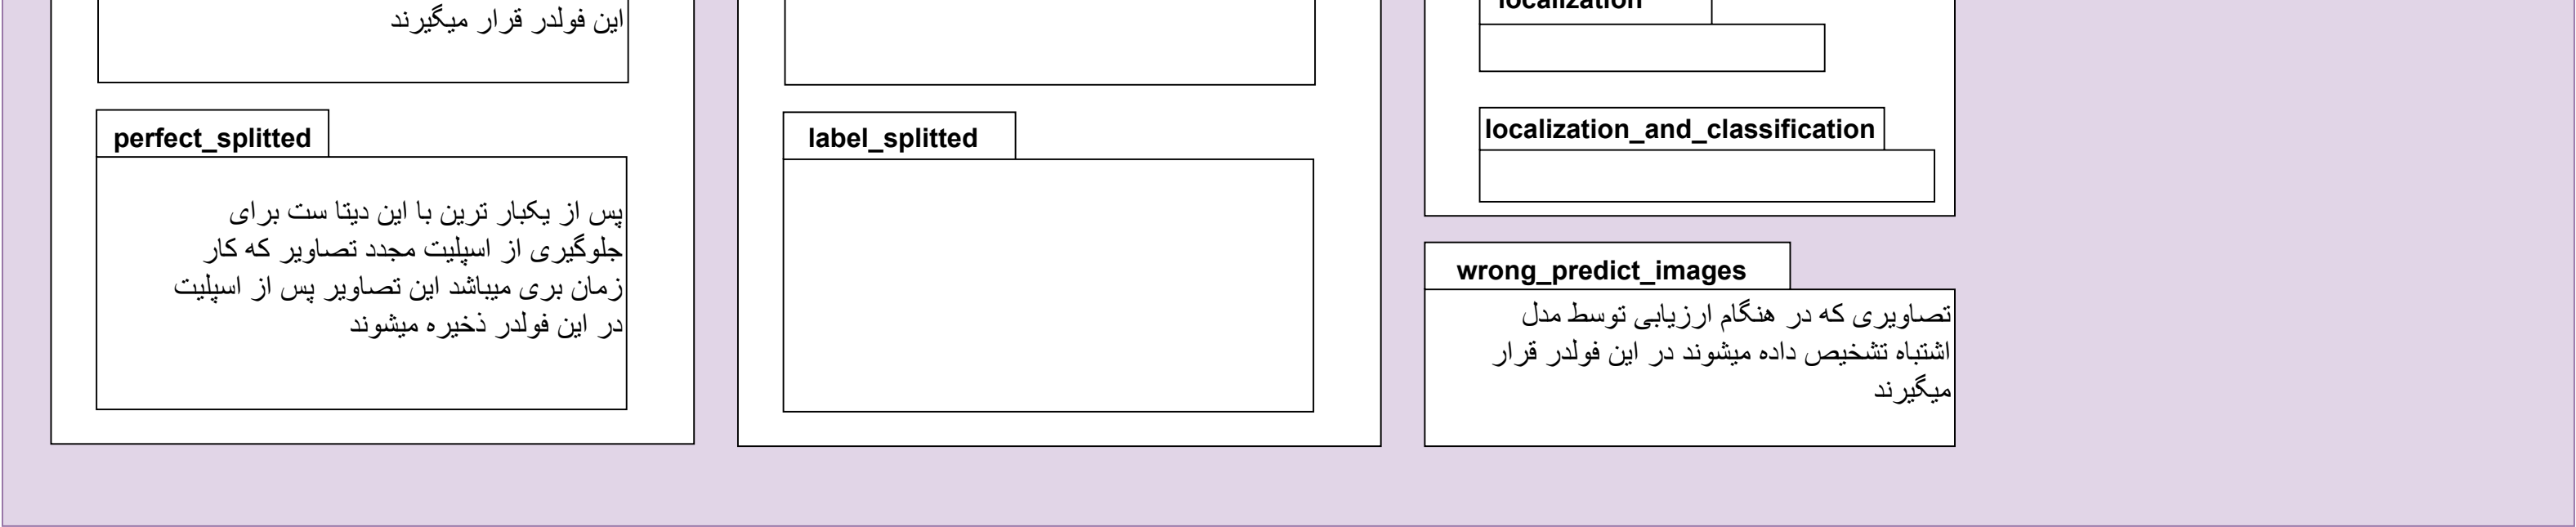 این فولدر قرار میگیرند
perfect_splitted
پس از یکبار ترین با این دیتا ست برای
جلوگیری از اسپلیت مجدد تصاویر که کار
زمان بری میباشد این تصاویر پس از اسپلیت
در این فولدر ذخیره میشوند
label_splitted
localization
localization_and_classification
wrong_predict_images
تصاویری که در هنگام ارزیابی توسط مدل
اشتباه تشخیص داده میشوند در این فولدر قرار
میگیرند